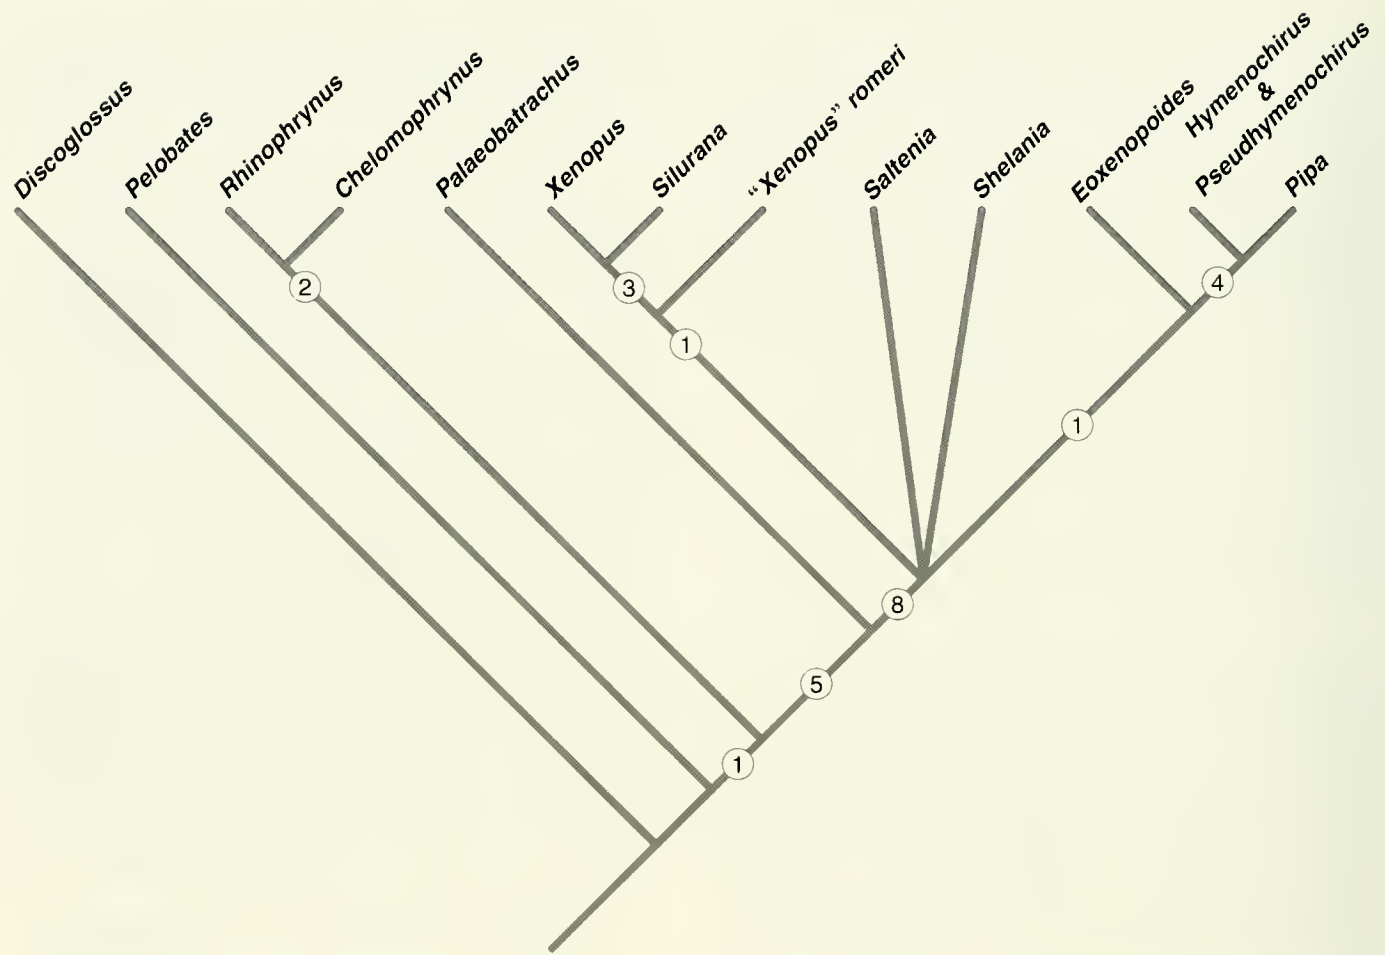 Discoglossus
Pelobates
Rhinophrynus
Chelomophrynus
Palaeobatrachus
Xenopus
Silurana
“Xenopus” romeri
Saltenia
Shelania
Eoxenopoides
Hymenochirus
&
Pseudhymenochirus
Pipa
2
3
1
4
1
8
5
1